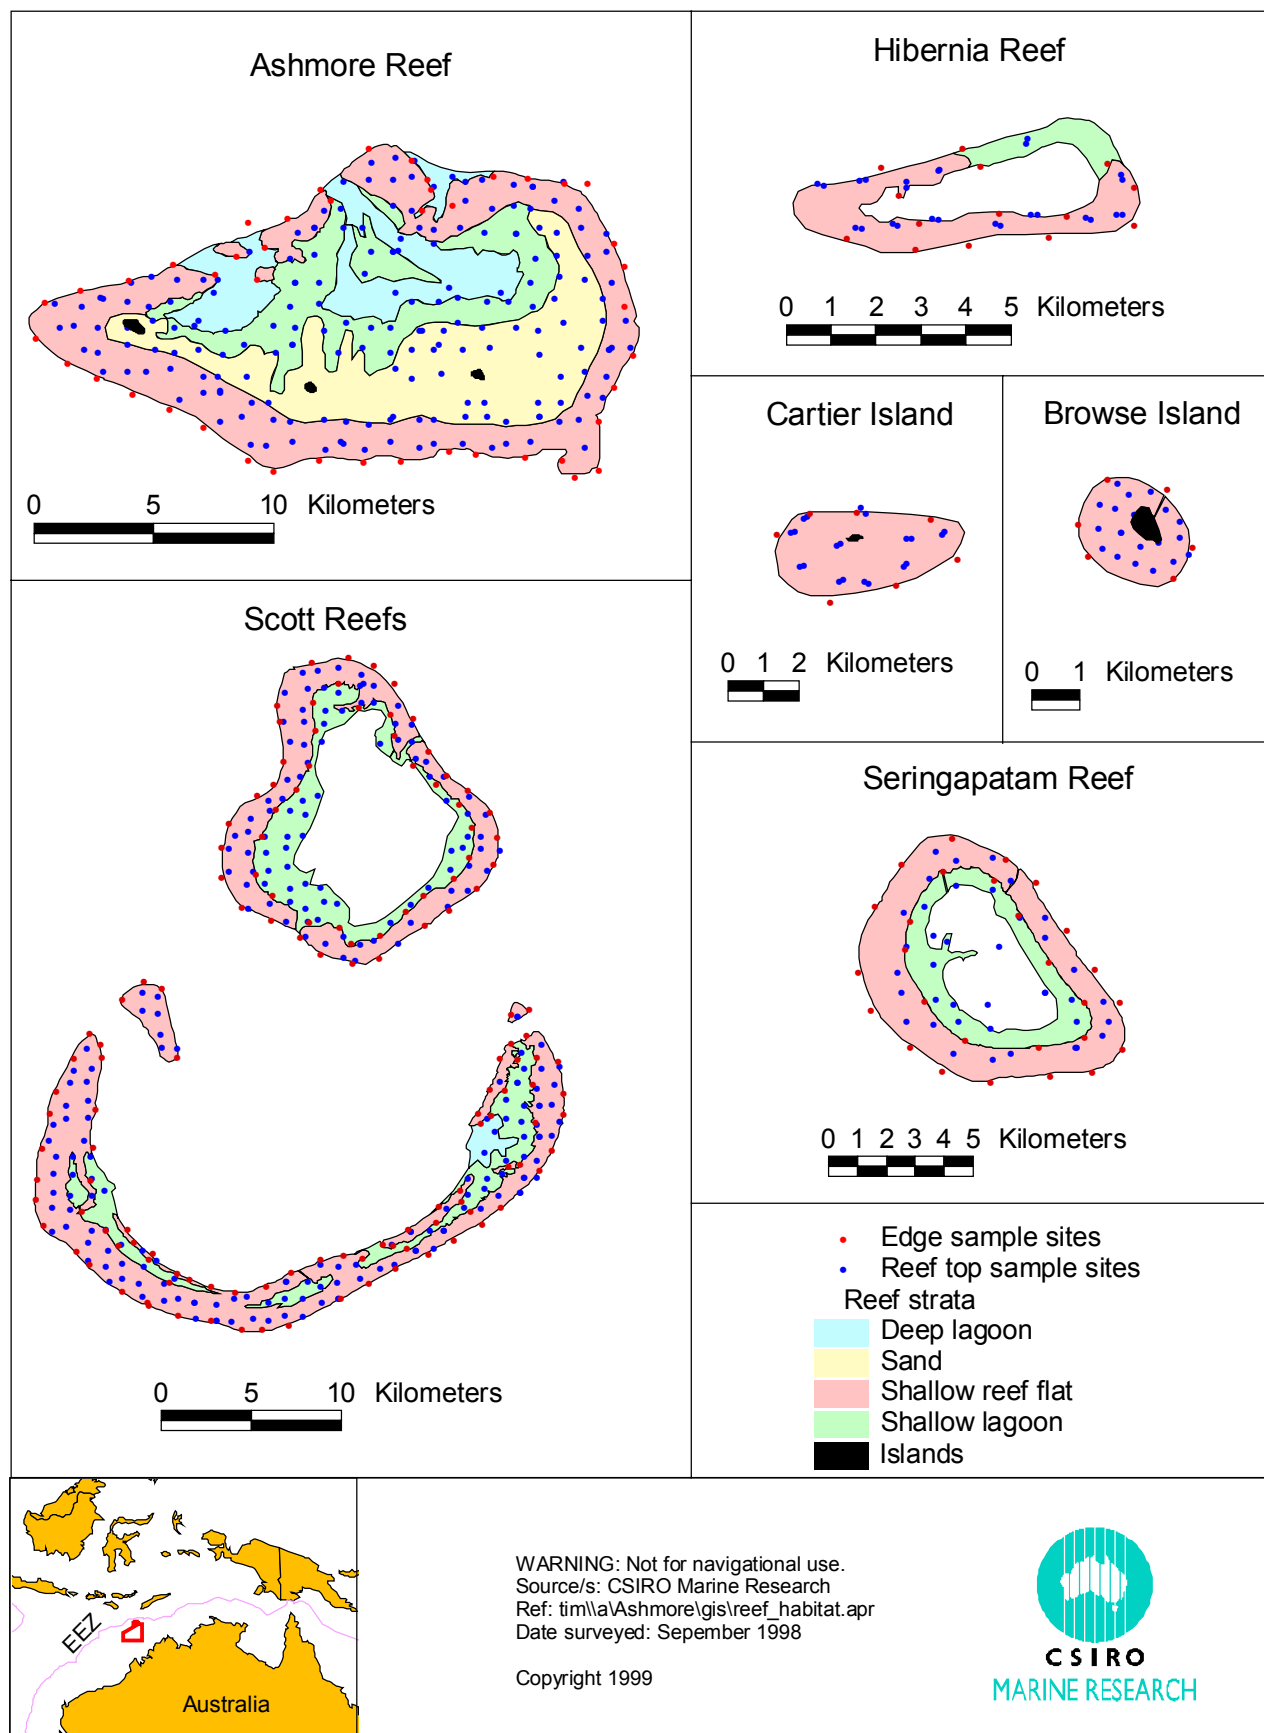 Ashmore Reef
0 5 10 Kilometers
Hibernia Reef
0 1 2 3 4 5 Kilometers
Cartier Island
0 1 2 Kilometers
Browse Island
0 1 Kilometers
Scott Reefs
0 5 10 Kilometers
Seringapatam Reef
0 1 2 3 4 5 Kilometers
Edge sample sites
Reef top sample sites
Reef strata
Deep lagoon
Sand
Shallow reef flat
Shallow lagoon
Islands
EEZ
Australia
WARNING: Not for navigational use.
Source/s: CSIRO Marine Research
Ref: tim\\a\Ashmore\gis\reef_habitat.apr
Date surveyed: Sepember 1998
Copyright 1999
CSIRO
MARINE RESEARCH